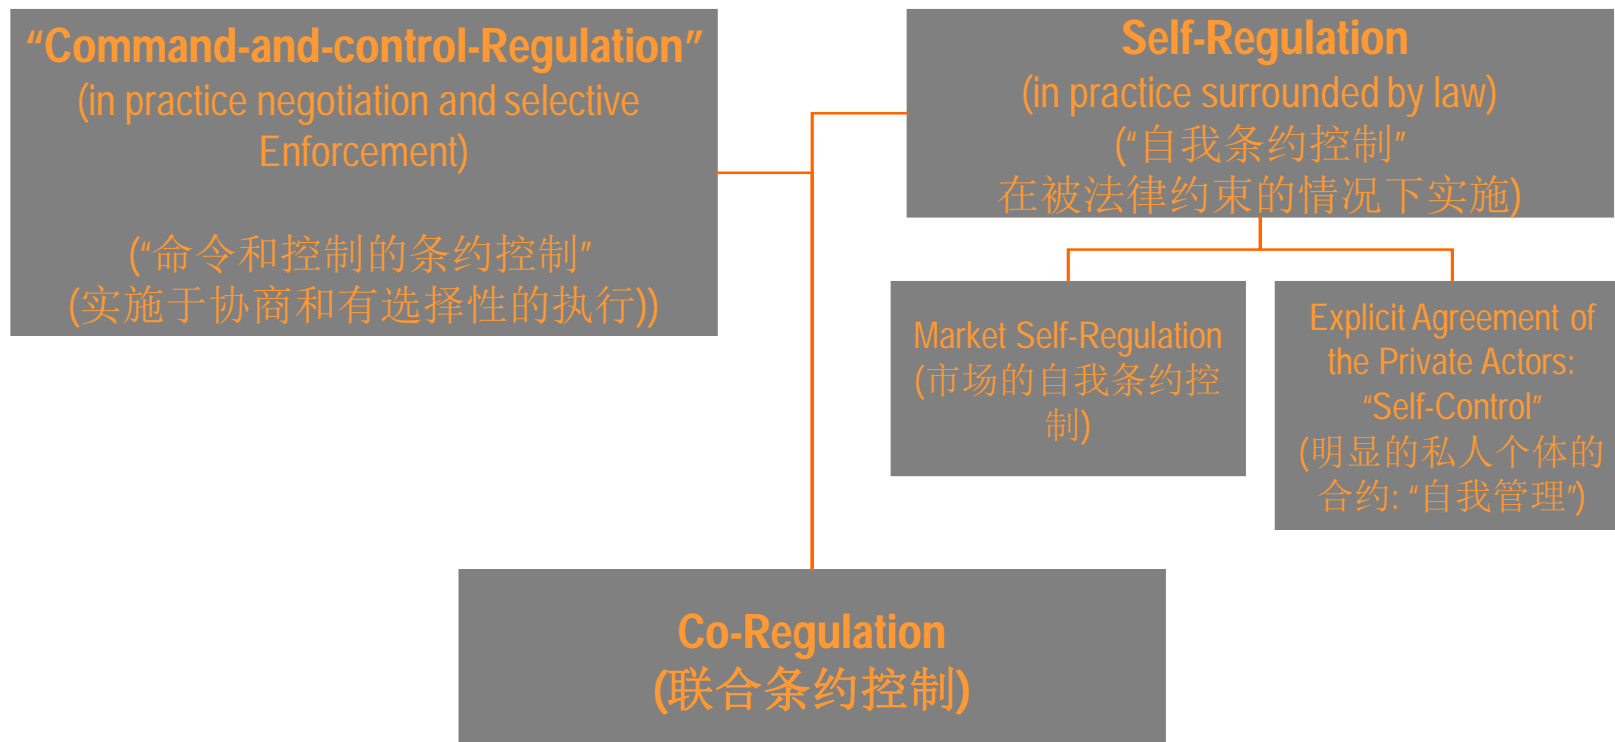 “Command-and-control-Regulation”
(in practice negotiation and selective
Enforcement)
(“命令和控制的条约控制”
(实施于协商和有选择性的执行))
Self-Regulation
(in practice surrounded by law)
(“自我条约控制”
在被法律约束的情况下实施)
Market Self-Regulation
(市场的自我条约控
制)
Explicit Agreement of
the Private Actors:
“Self-Control”
(明显的私人个体的
合约: “自我管理”)
Co-Regulation
(联合条约控制)